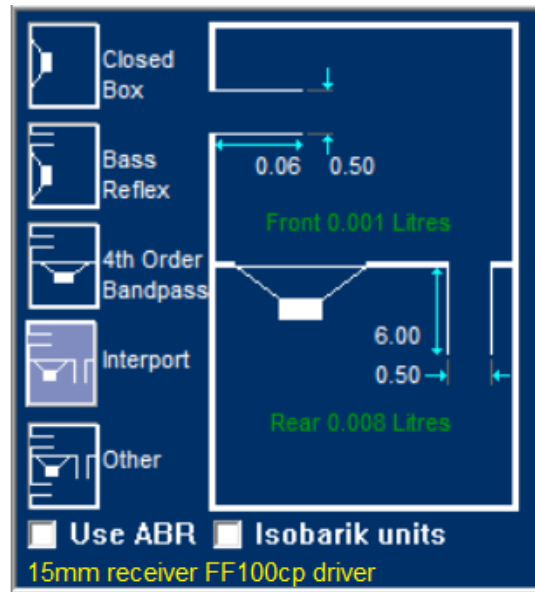 Closed
Box
Bass
Reflex
4th Order
Bandpass
Interport
Other
0.06 0.50
Front 0.001 Litres
6.00
0.50
Rear 0.008 Litres
Use ABR Isobarik units
15mm receiver FF100cp driver